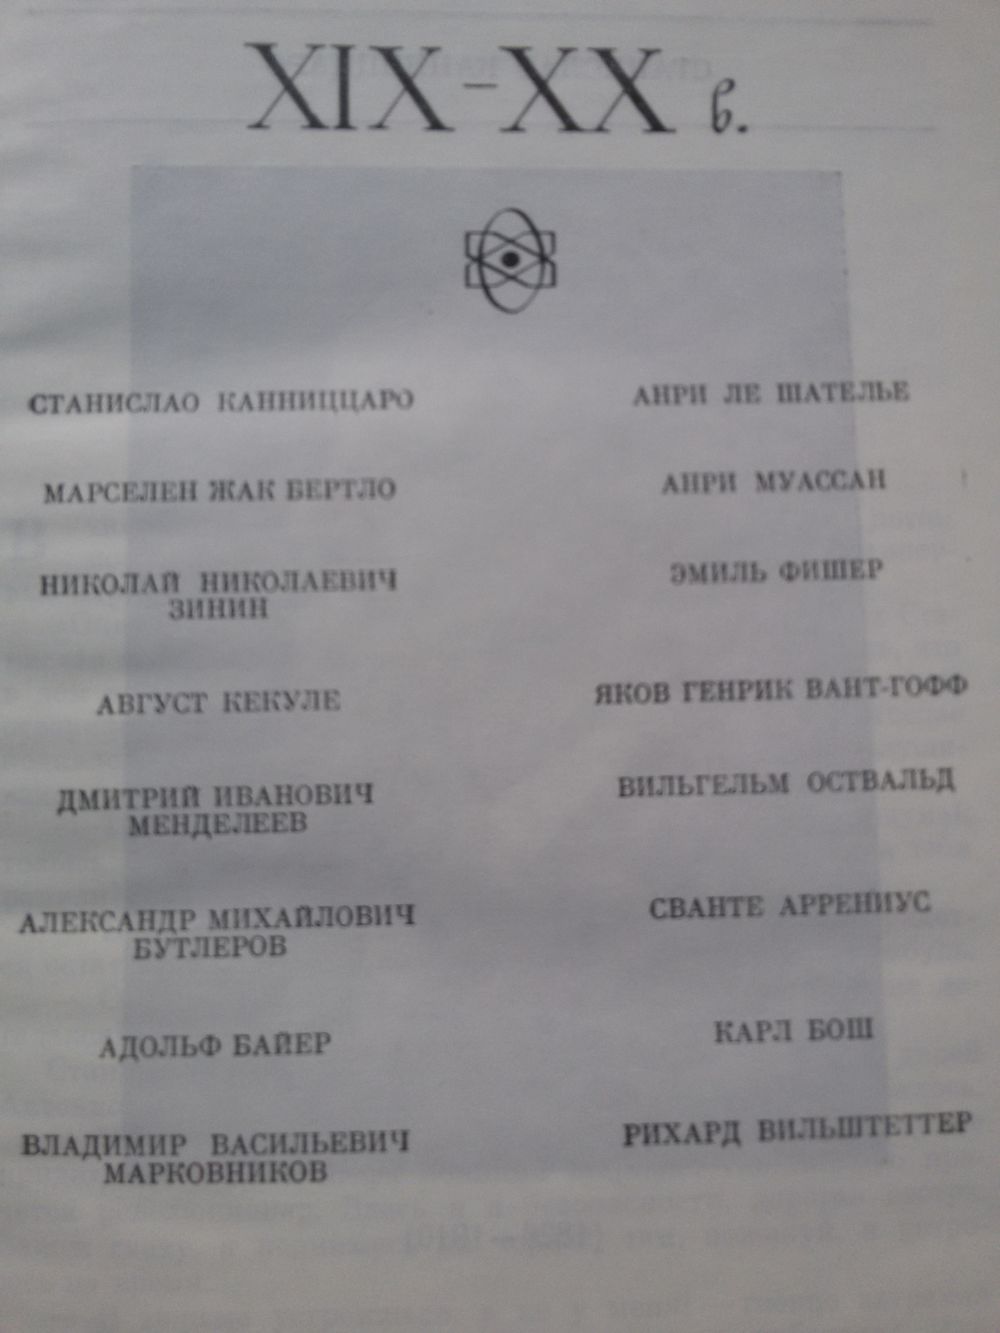 XIX–XX в.
СТАНИСЛАО КАННИЦЦАРО
МАРСЕЛЕН ЖАК БЕРТЛО
НИКОЛАЙ НИКОЛАЕВИЧ
ЗИНИН
АВГУСТ КЕКУЛЕ
ДМИТРИЙ ИВАНОВИЧ
МЕНДЕЛЕЕВ
АЛЕКСАНДР МИХАЙЛОВИЧ
БУТЛЕРОВ
АДОЛЬФ БАЙЕР
ВЛАДИМИР ВАСИЛЬЕВИЧ
МАРКОВНИКОВ
АНРИ ЛЕ ШАТЕЛЬЕ
АНРИ МУАССАН
ЭМИЛЬ ФИШЕР
ЯКОВ ГЕНРИК ВАНТ-ГОФФ
ВИЛЬГЕЛЬМ ОСТВАЛЬД
СВАНТЕ АРРЕНИУС
КАРЛ БОШ
РИХАРД ВИЛЬШТЕТТЕР